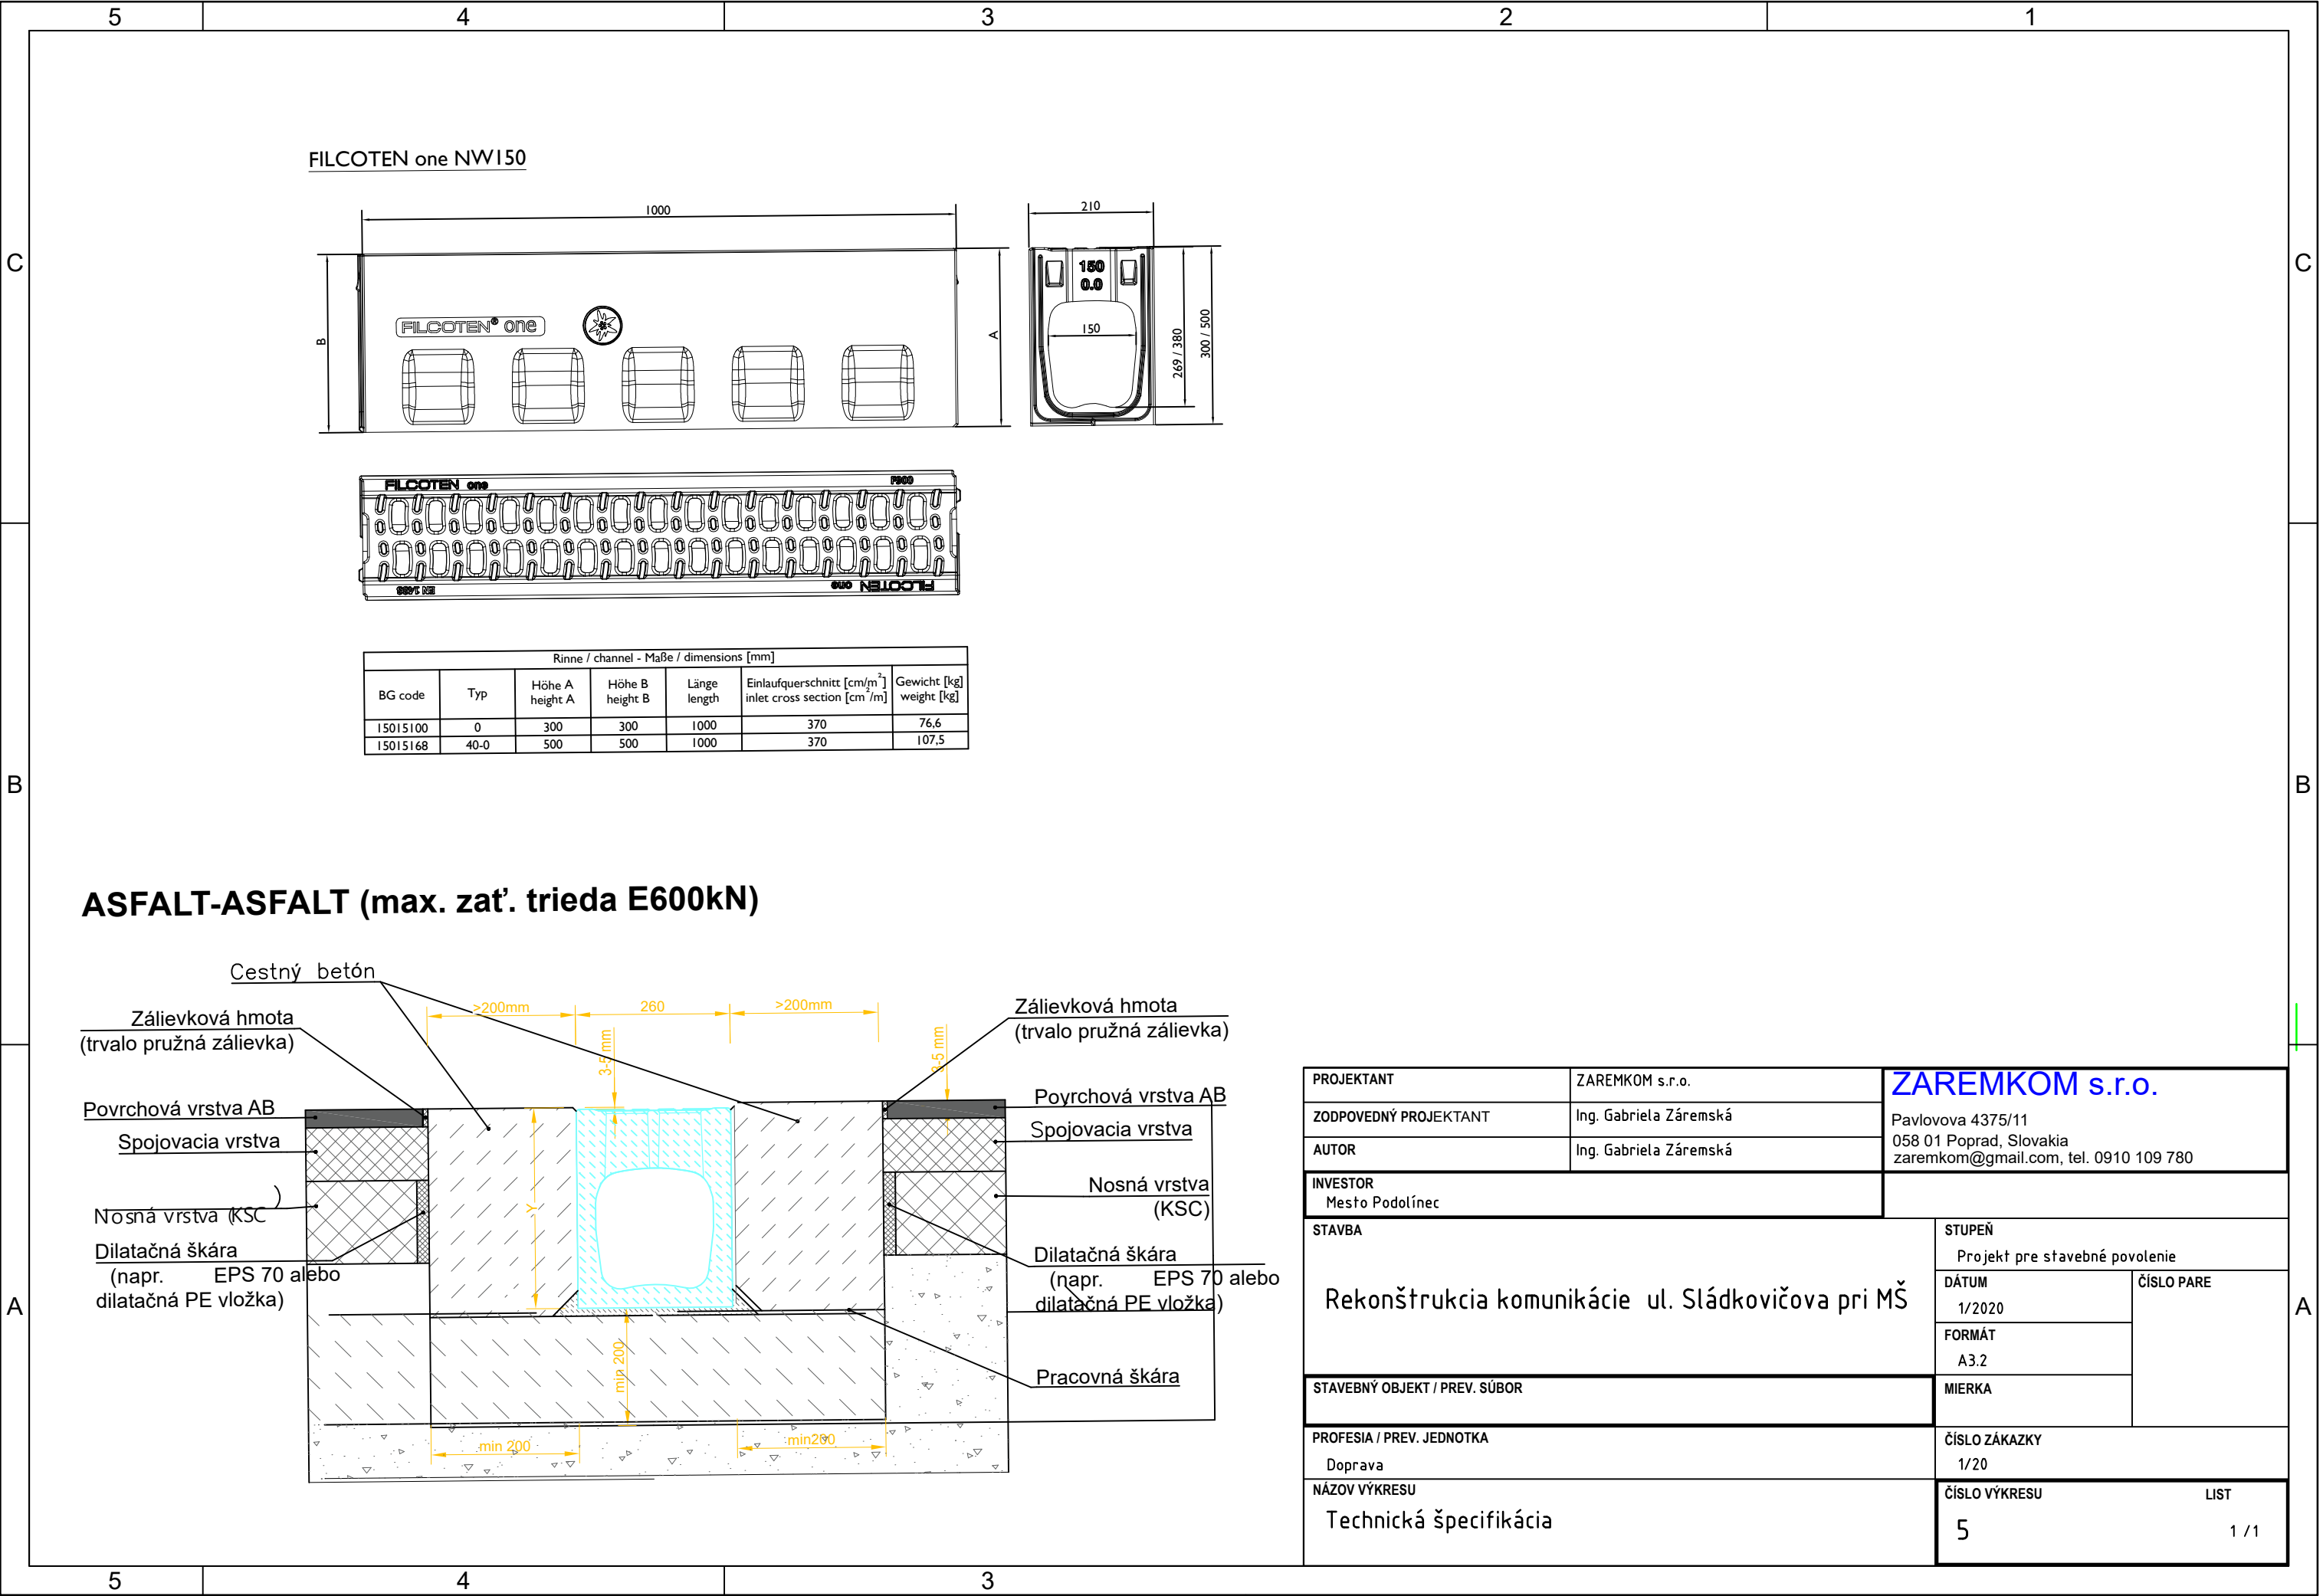 5 4 3 2 1
C C
B B
A A
FILCOTEN one NW150
1000
210
B
A
FILCOTEN® one
150
0.0
150
269 / 380
300 / 500
FILCOTEN one F900
EN 1433 FILCOTEN one
Rinne / channel - Maße / dimensions [mm]
BG code Typ Höhe A height A Höhe B height B Länge length Einlaufquerschnitt [cm/m²] inlet cross section [cm²/m] Gewicht [kg] weight [kg]
15015100 0 300 300 1000 370 76,6
15015168 40-0 500 500 1000 370 107,5
ASFALT-ASFALT (max. zať. trieda E600kN)
Cestný betón
Zálievková hmota
(trvalo pružná zálievka)
Povrchová vrstva AB
Spojovacia vrstva
Nosná vrstva (KSC )
Dilatačná škára
(napr. EPS 70 alebo
dilatačná PE vložka)
>200mm 260 >200mm
3-5 mm
3-5 mm
Y
min 200
min 200
min200
Zálievková hmota
(trvalo pružná zálievka)
Povrchová vrstva AB
Spojovacia vrstva
Nosná vrstva
(KSC)
Dilatačná škára
(napr. EPS 70 alebo
dilatačná PE vložka)
Pracovná škára
PROJEKTANT ZAREMKOM s.r.o.
ZODPOVEDNÝ PROJEKTANT Ing. Gabriela Záremská
AUTOR Ing. Gabriela Záremská
ZAREMKOM s.r.o.
Pavlovova 4375/11
058 01 Poprad, Slovakia
zaremkom@gmail.com, tel. 0910 109 780
INVESTOR
Mesto Podolínec
STAVBA
Rekonštrukcia komunikácie ul. Sládkovičova pri MŠ
STUPEŇ
Projekt pre stavebné povolenie
DÁTUM
1/2020
ČÍSLO PARE
FORMÁT
A3.2
MIERKA
STAVEBNÝ OBJEKT / PREV. SÚBOR
PROFESIA / PREV. JEDNOTKA
Doprava
ČÍSLO ZÁKAZKY
1/20
NÁZOV VÝKRESU
Technická špecifikácia
ČÍSLO VÝKRESU LIST
5 1 /1
5 4 3